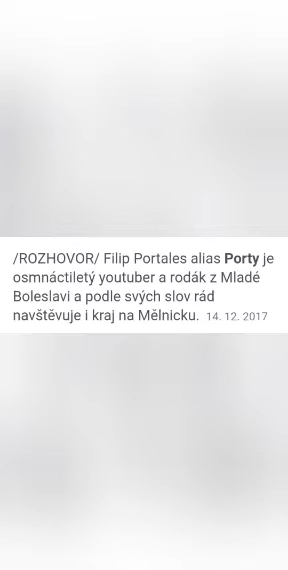 /ROZHOVOR/ Filip Portales alias Porty je
osmnáctiletý youtuber a rodák z Mladé
Boleslavi a podle svých slov rád
navštěvuje i kraj na Mělnicku. 14. 12. 2017